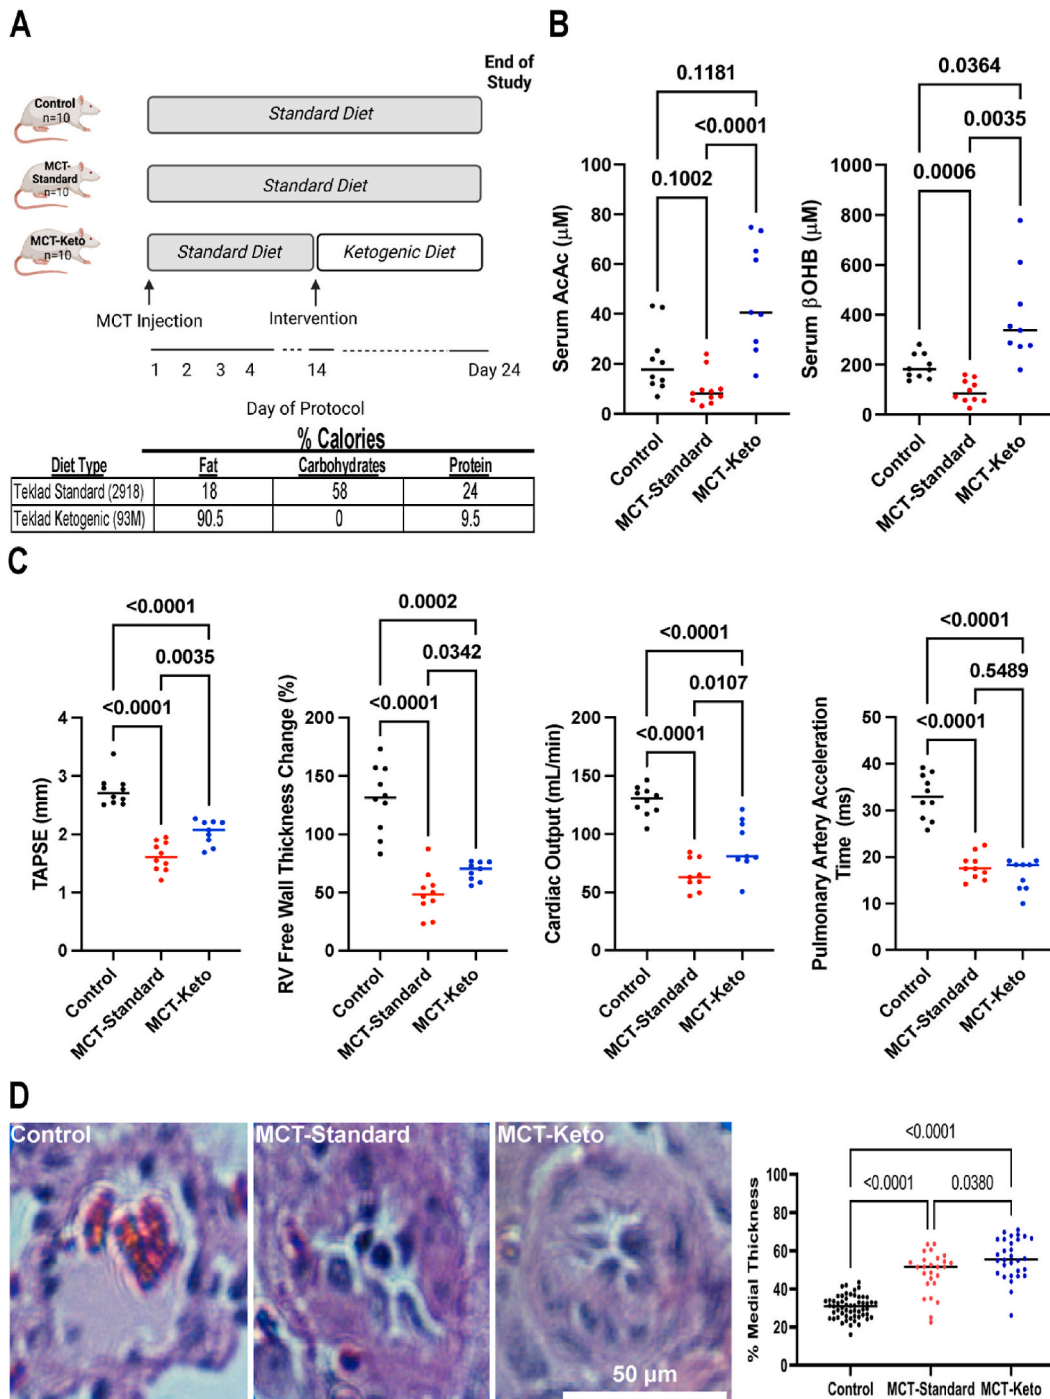 A
End of
Study
Control
n=10
Standard Diet
MCT-
Standard
n=10
Standard Diet
MCT-Keto
n=10
Standard Diet
Ketogenic Diet
MCT Injection
Intervention
1 2 3 4 14 Day 24
Day of Protocol
% Calories
Diet Type Fat Carbohydrates Protein
Teklad Standard (2918) 18 58 24
Teklad Ketogenic (93M) 90.5 0 9.5
B
0.1181
<0.0001
0.1002
Serum AcAc (μM)
100
80
60
40
20
0
Control
MCT-Standard
MCT-Keto
0.0364
0.0035
0.0006
Serum βOHB (μM)
1000
800
600
400
200
0
Control
MCT-Standard
MCT-Keto
C
<0.0001
0.0035
<0.0001
TAPSE (mm)
4
3
2
1
0
Control
MCT-Standard
MCT-Keto
0.0002
0.0342
<0.0001
RV Free Wall Thickness Change (%)
200
150
100
50
0
Control
MCT-Standard
MCT-Keto
<0.0001
0.0107
<0.0001
Cardiac Output (mL/min)
200
150
100
50
0
Control
MCT-Standard
MCT-Keto
<0.0001
0.5489
<0.0001
Pulmonary Artery Acceleration
Time (ms)
50
40
30
20
10
0
Control
MCT-Standard
MCT-Keto
D
Control
MCT-Standard
MCT-Keto
50 μm
<0.0001
<0.0001
0.0380
% Medial Thickness
100
80
60
40
20
0
Control MCT-Standard MCT-Keto